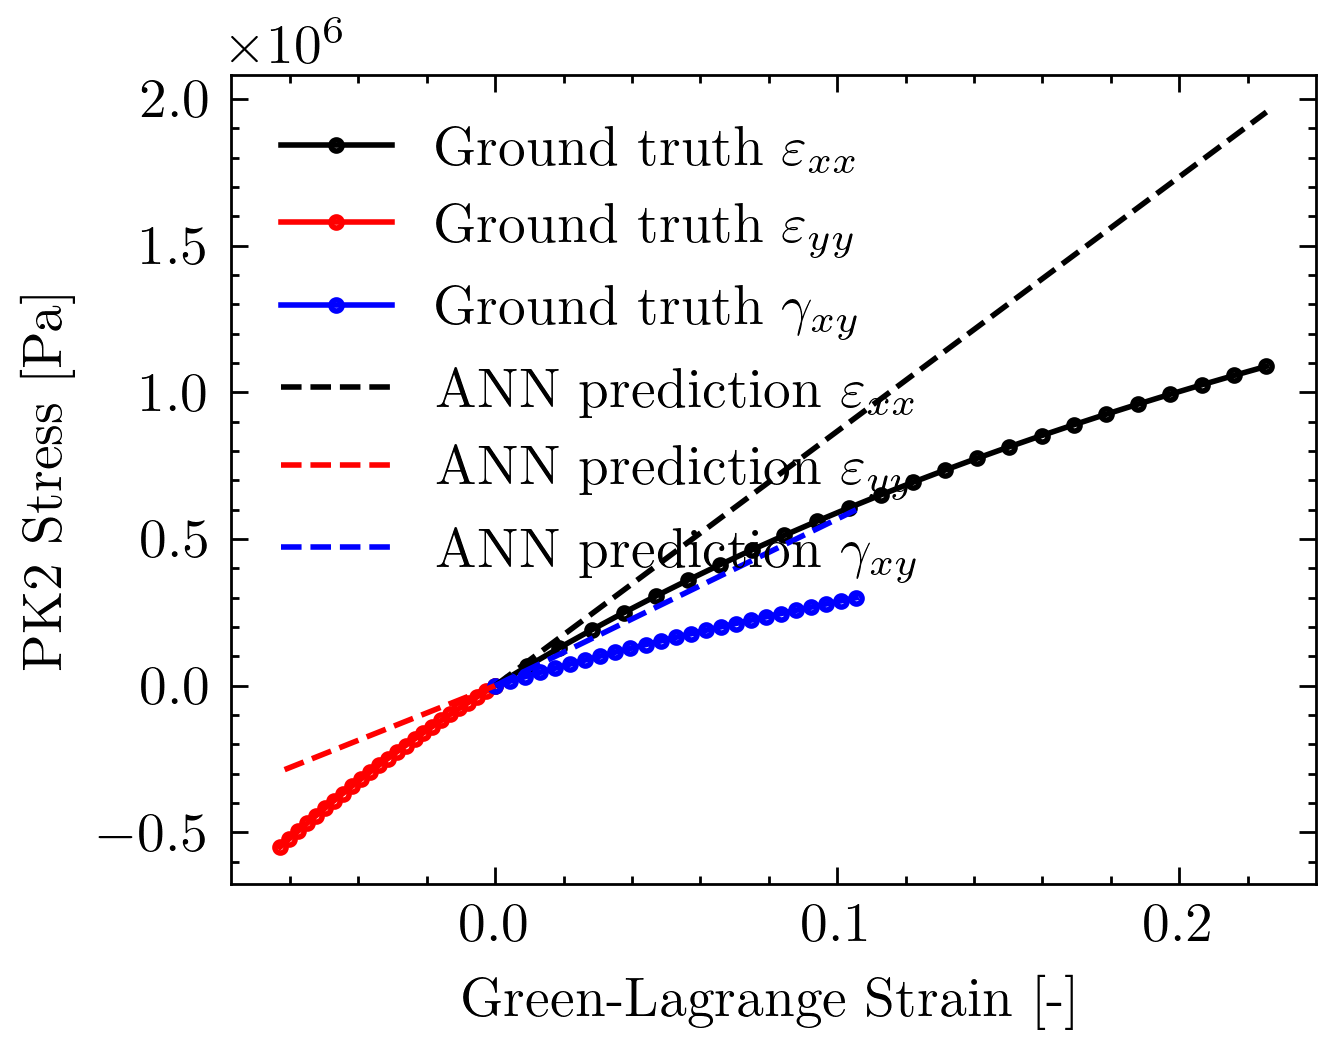 ×10⁶
2.0
1.5
1.0
0.5
0.0
−0.5
PK2 Stress [Pa]
Ground truth εxx
Ground truth εyy
Ground truth γxy
ANN prediction εxx
ANN prediction εyy
ANN prediction γxy
0.0 0.1 0.2
Green-Lagrange Strain [-]